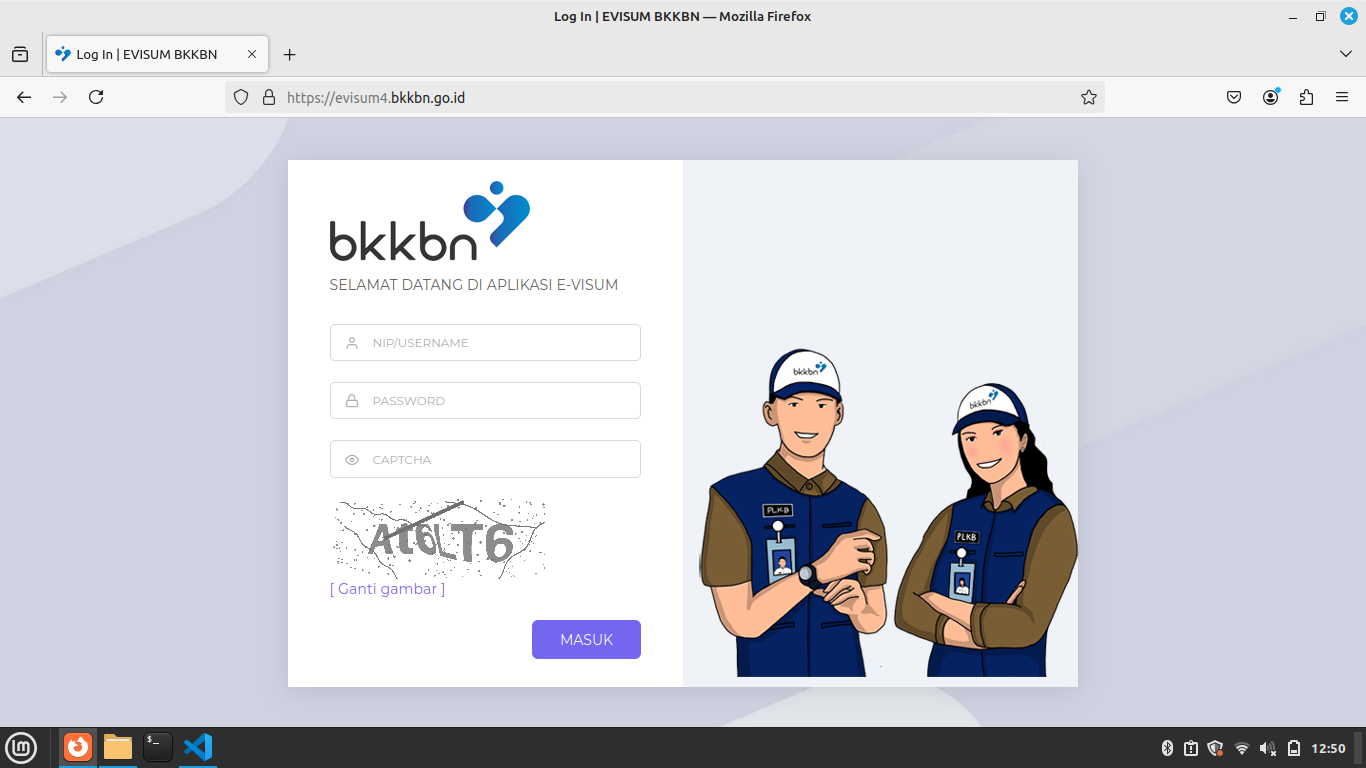 Log In | EVISUM BKKBN — Mozilla Firefox
Log In | EVISUM BKKBN
https://evisum4.bkkbn.go.id
bkkbn
SELAMAT DATANG DI APLIKASI E-VISUM
NIP/USERNAME
PASSWORD
CAPTCHA
[ Ganti gambar ]
MASUK
bkkbn
bkkbn
PLKB
PLKB
12:50